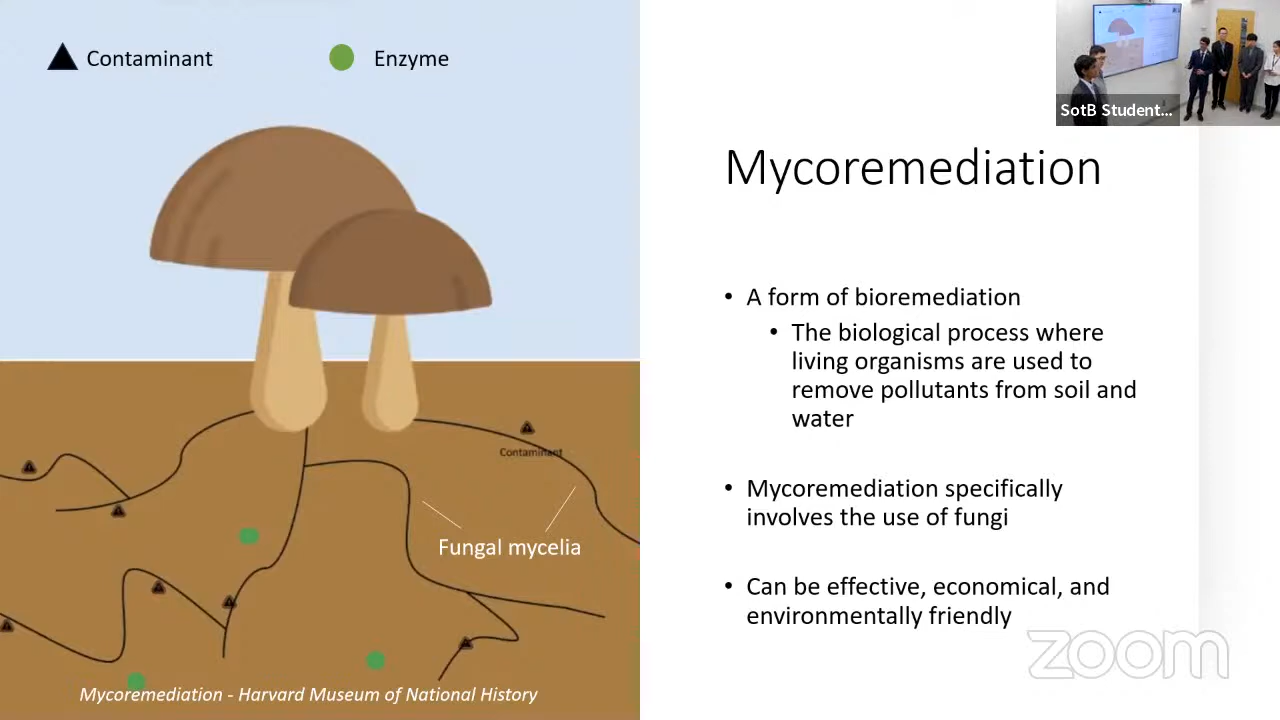 Contaminant
Enzyme
SotB Student...
Mycoremediation
• A form of bioremediation
• The biological process where
living organisms are used to
remove pollutants from soil and
water
• Mycoremediation specifically
involves the use of fungi
• Can be effective, economical, and
environmentally friendly
Contaminant
Fungal mycelia
Mycoremediation - Harvard Museum of National History
zoom